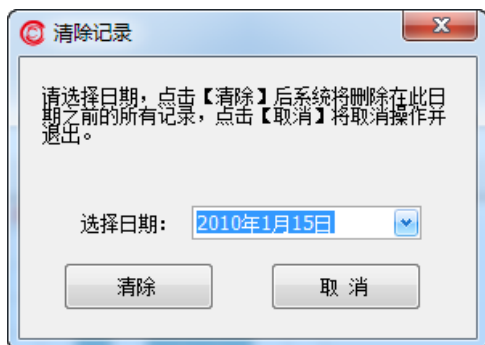 清除记录
请选择日期，点击【清除】后系统将删除在此日
期之前的所有记录，点击【取消】将取消操作并
退出。
选择日期：
2010年1月15日
清除
取 消